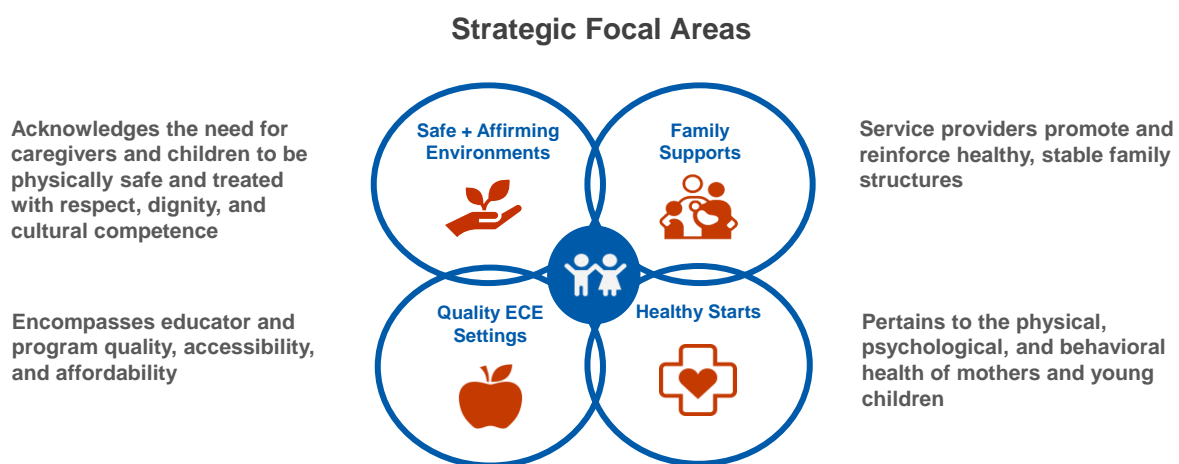 Strategic Focal Areas
Acknowledges the need for
caregivers and children to be
physically safe and treated
with respect, dignity, and
cultural competence
Safe + Affirming
Environments
Family
Supports
Service providers promote and
reinforce healthy, stable family
structures
Encompasses educator and
program quality, accessibility,
and affordability
Quality ECE
Settings
Healthy Starts
Pertains to the physical,
psychological, and behavioral
health of mothers and young
children